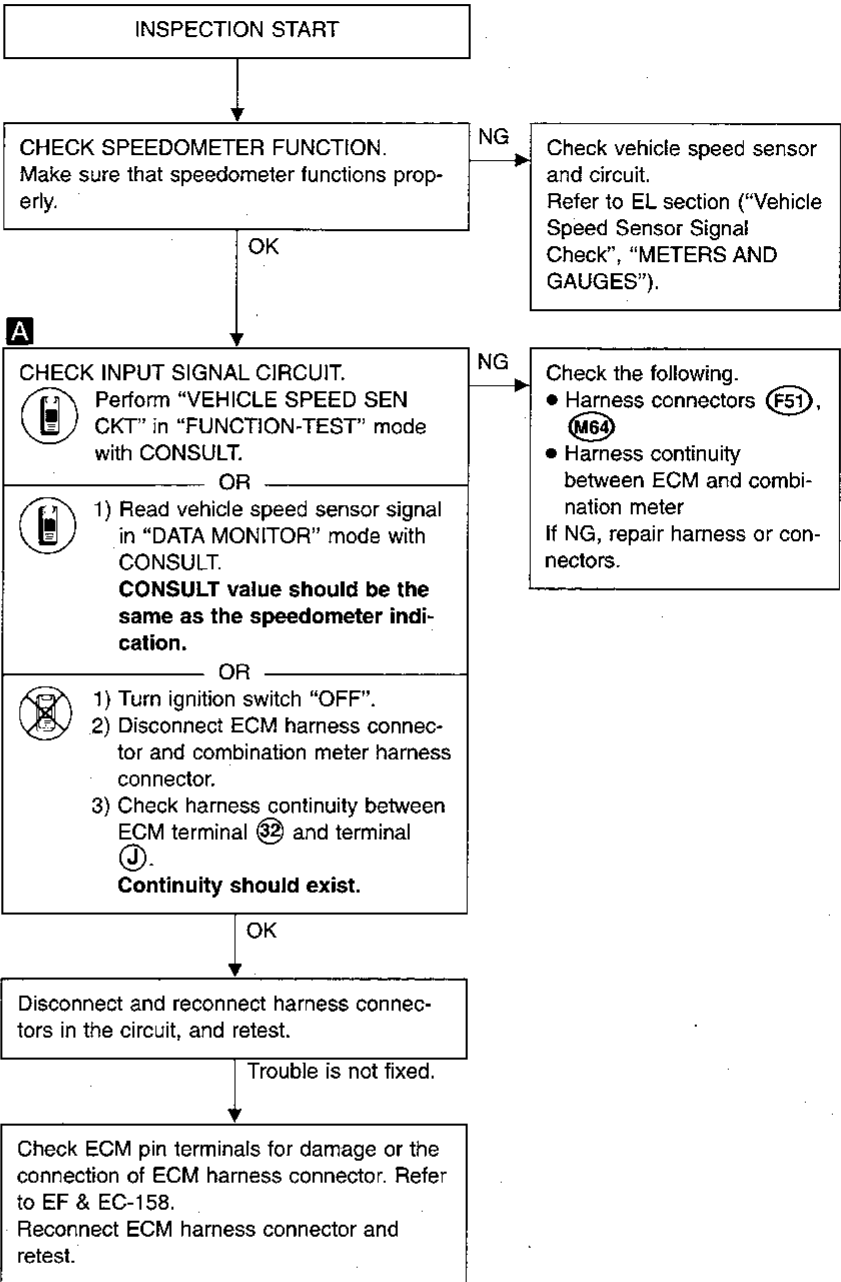 INSPECTION START
CHECK SPEEDOMETER FUNCTION.
Make sure that speedometer functions prop-
erly.
NG
Check vehicle speed sensor
and circuit.
Refer to EL section (“Vehicle
Speed Sensor Signal
Check”, “METERS AND
GAUGES”).
OK
A
CHECK INPUT SIGNAL CIRCUIT.
Perform “VEHICLE SPEED SEN
CKT” in “FUNCTION-TEST” mode
with CONSULT.
OR
1) Read vehicle speed sensor signal
in “DATA MONITOR” mode with
CONSULT.
CONSULT value should be the
same as the speedometer indi-
cation.
OR
1) Turn ignition switch “OFF”.
2) Disconnect ECM harness connec-
tor and combination meter harness
connector.
3) Check harness continuity between
ECM terminal 32 and terminal
J.
Continuity should exist.
NG
Check the following.
● Harness connectors F51,
M64
● Harness continuity
between ECM and combi-
nation meter
If NG, repair harness or con-
nectors.
OK
Disconnect and reconnect harness connec-
tors in the circuit, and retest.
Trouble is not fixed.
Check ECM pin terminals for damage or the
connection of ECM harness connector. Refer
to EF & EC-158.
Reconnect ECM harness connector and
retest.